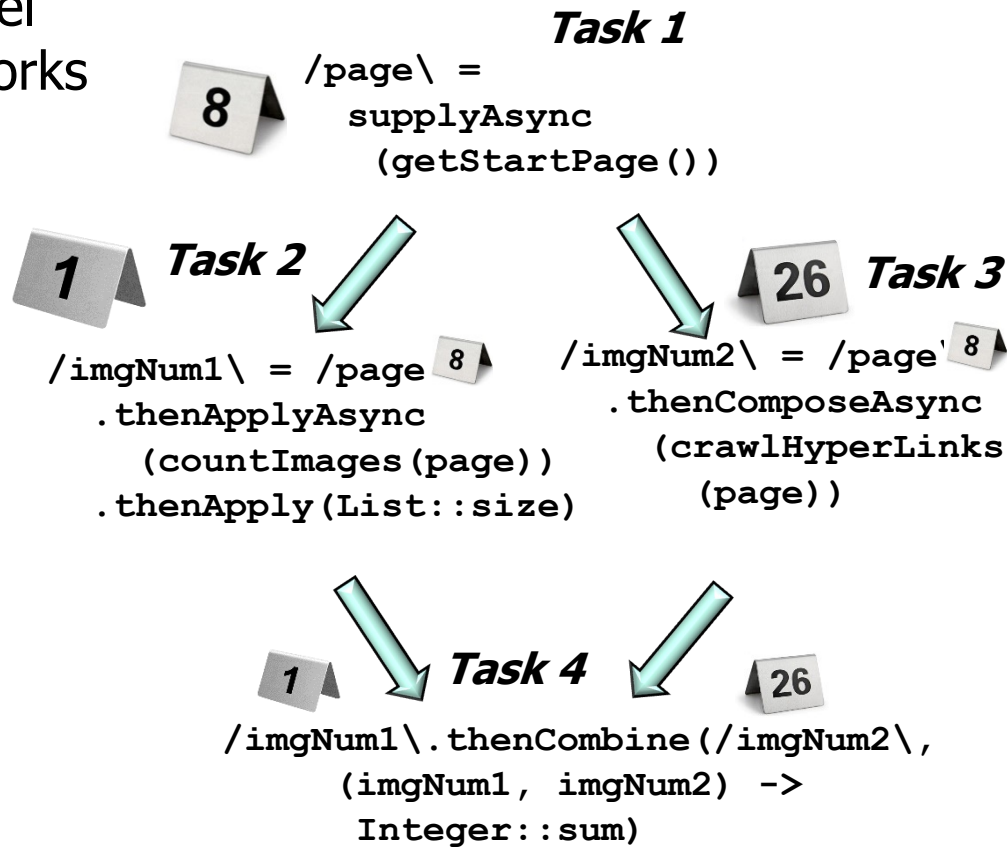 Task 1
/page\ =
supplyAsync
(getStartPage())
8
Task 2
1
Task 3
26
/imgNum1\ = /page 8
.thenApplyAsync
(countImages(page))
.thenApply(List::size)
/imgNum2\ = /page 8
.thenComposeAsync
(crawlHyperLinks
(page))
Task 4
1
26
/imgNum1\.thenCombine(/imgNum2\,
(imgNum1, imgNum2) ->
Integer::sum)